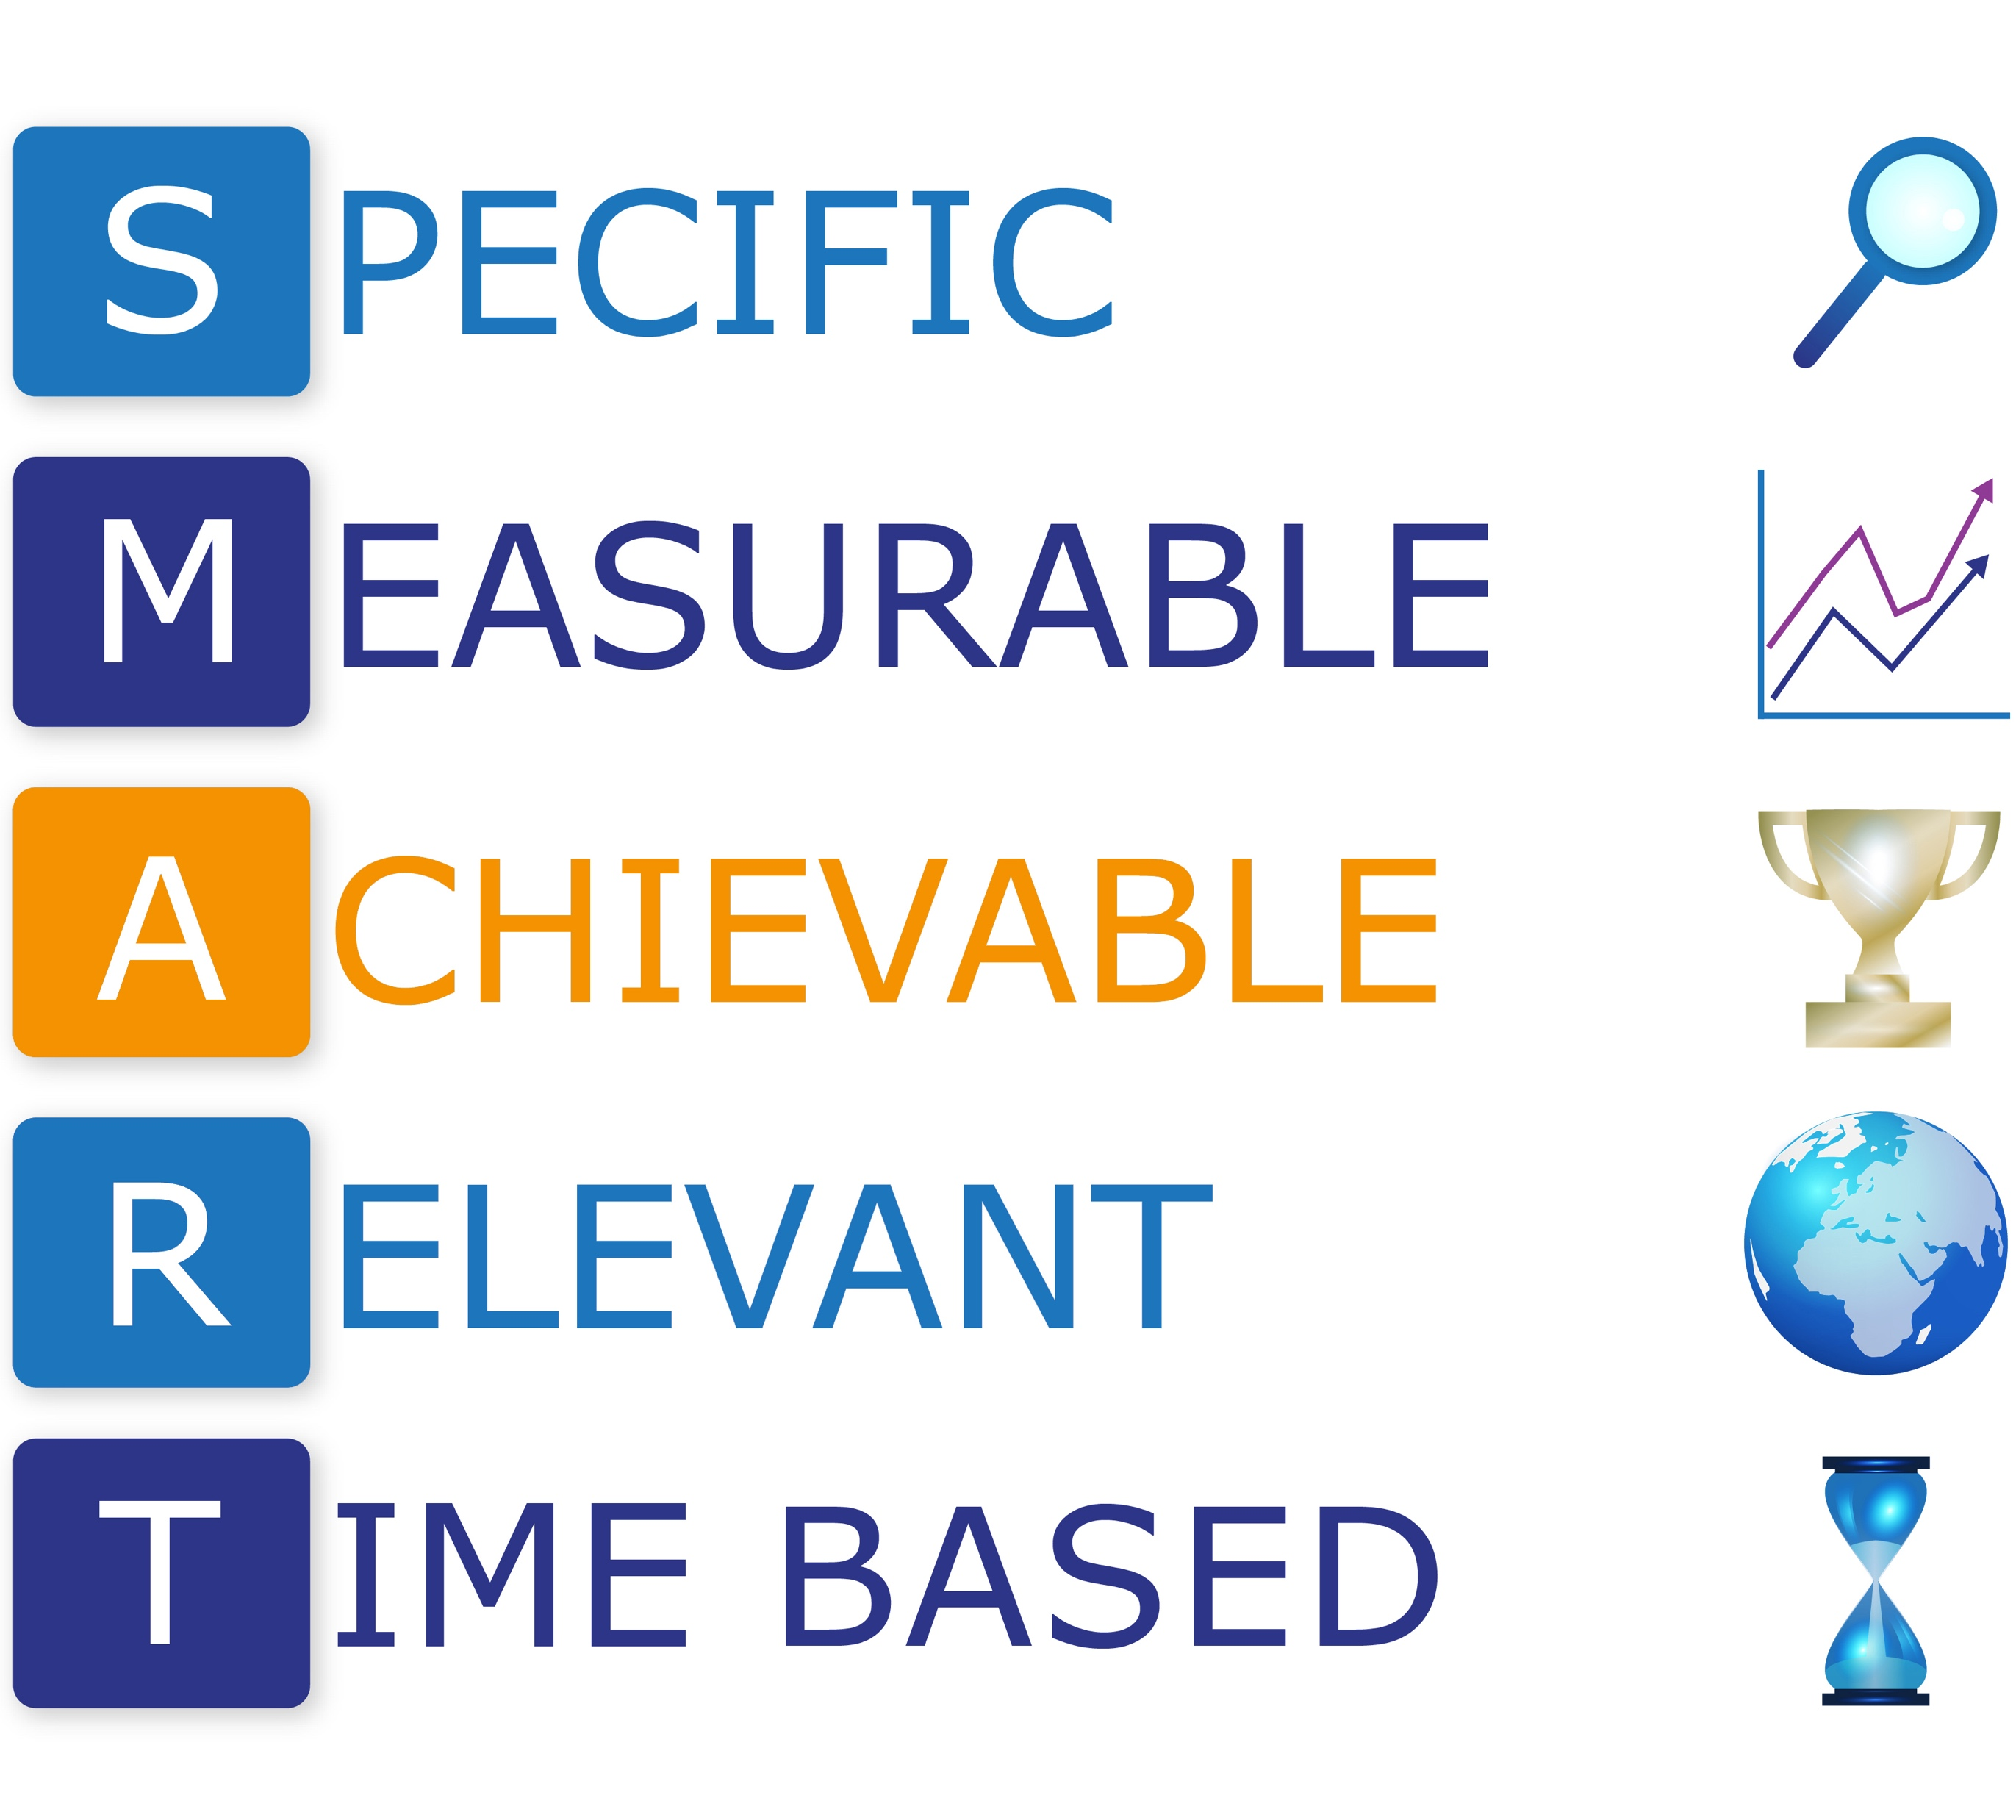 SPECIFIC
MEASURABLE
ACHIEVABLE
RELEVANT
TIME BASED